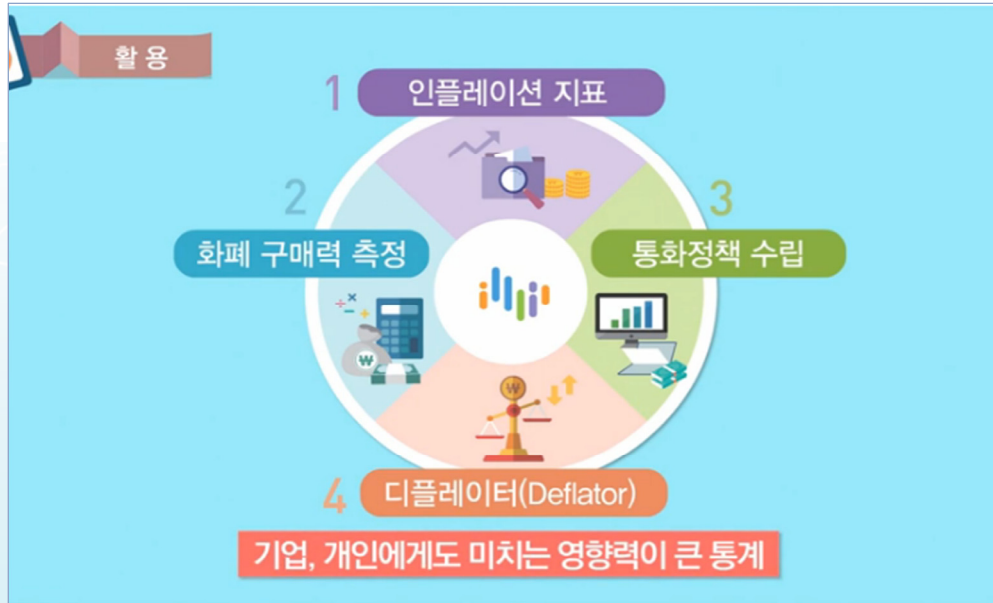 활 용
1 인플레이션 지표
2
화폐 구매력 측정
3
통화정책 수립
₩
₩
4 디플레이터(Deflator)
기업, 개인에게도 미치는 영향력이 큰 통계